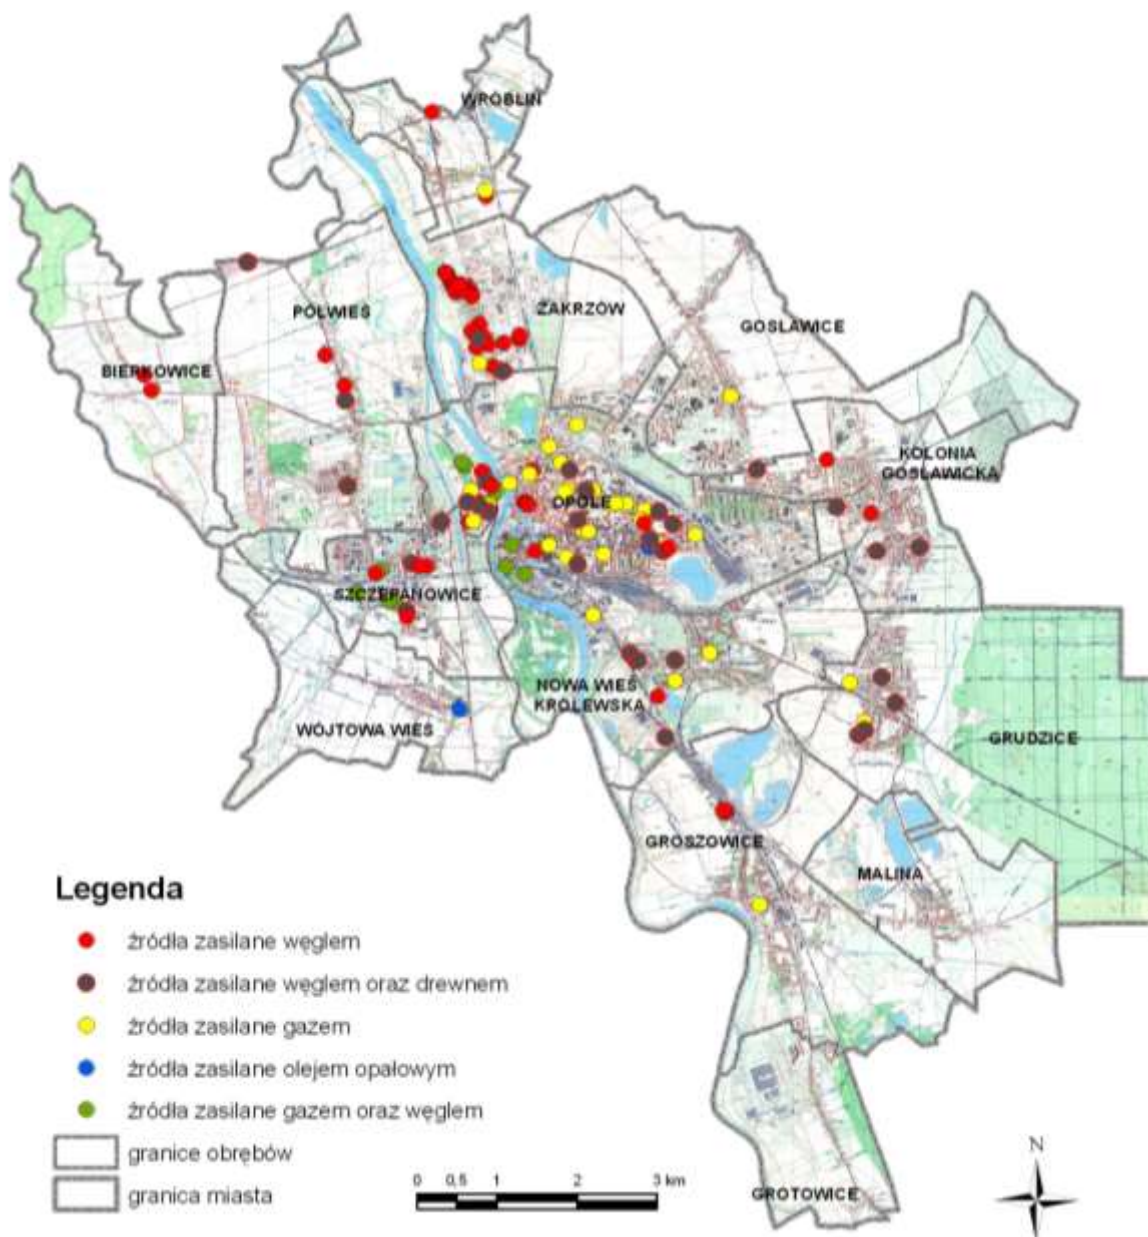 WRÓBLIN
ZAKRZÓW
GOSŁAWICE
PÓŁWIEŚ
BIERKOWICE
KOLONIA
GOSŁAWICKA
OPOLE
SZCZEPANOWICE
NOWA WIEŚ
KRÓLEWSKA
WÓJTOWA WIEŚ
GRUDZICE
GROSZOWICE
MALINA
GROTOWICE
Legenda
źródła zasilane węglem
źródła zasilane węglem oraz drewnem
źródła zasilane gazem
źródła zasilane olejem opałowym
źródła zasilane gazem oraz węglem
granice obrębów
granica miasta
0 0,5 1 2 3 km
N